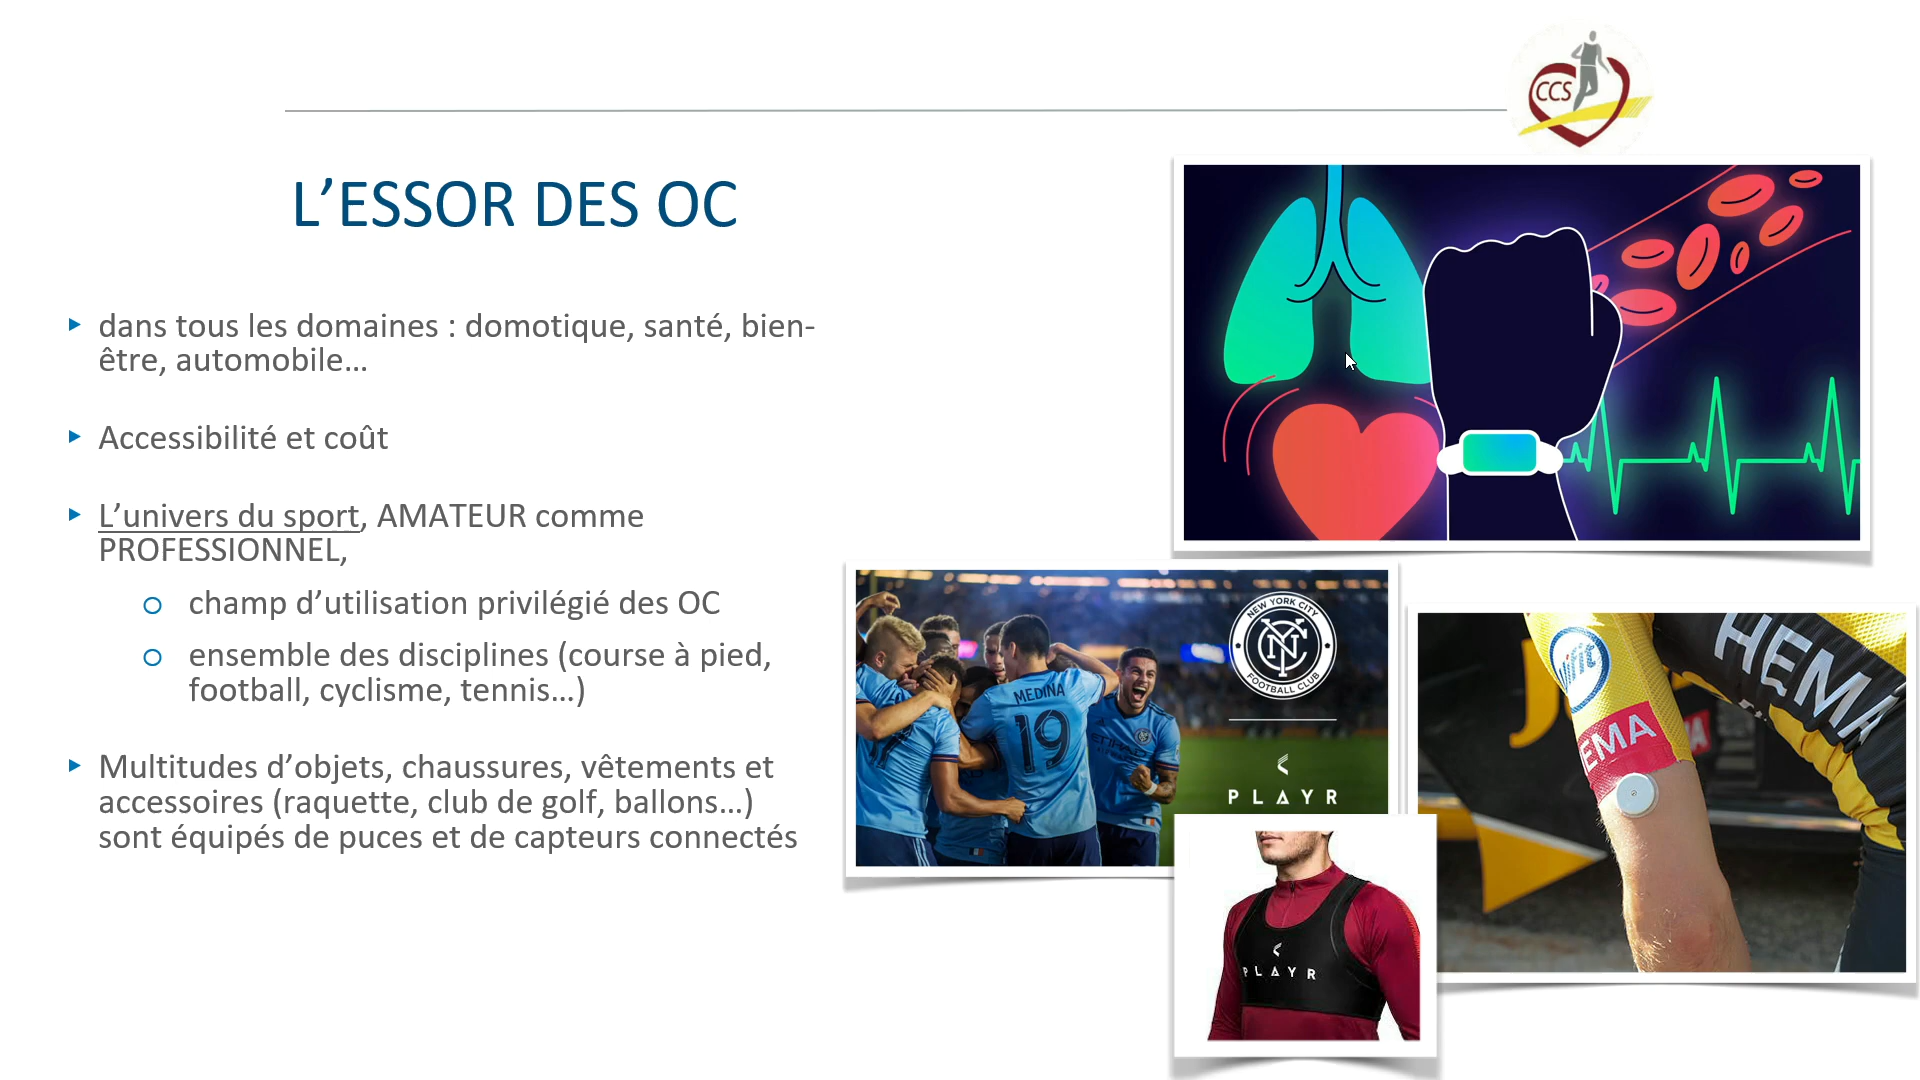 CCS
L’ESSOR DES OC
dans tous les domaines : domotique, santé, bien-
être, automobile…
Accessibilité et coût
L’univers du sport, AMATEUR comme
PROFESSIONNEL,
champ d’utilisation privilégié des OC
ensemble des disciplines (course à pied,
football, cyclisme, tennis…)
Multitudes d’objets, chaussures, vêtements et
accessoires (raquette, club de golf, ballons…)
sont équipés de puces et de capteurs connectés
NEW YORK CITY
NYC
FOOTBALL CLUB
MEDINA
19
PLAYR
PLAYR
HEMA
EMA